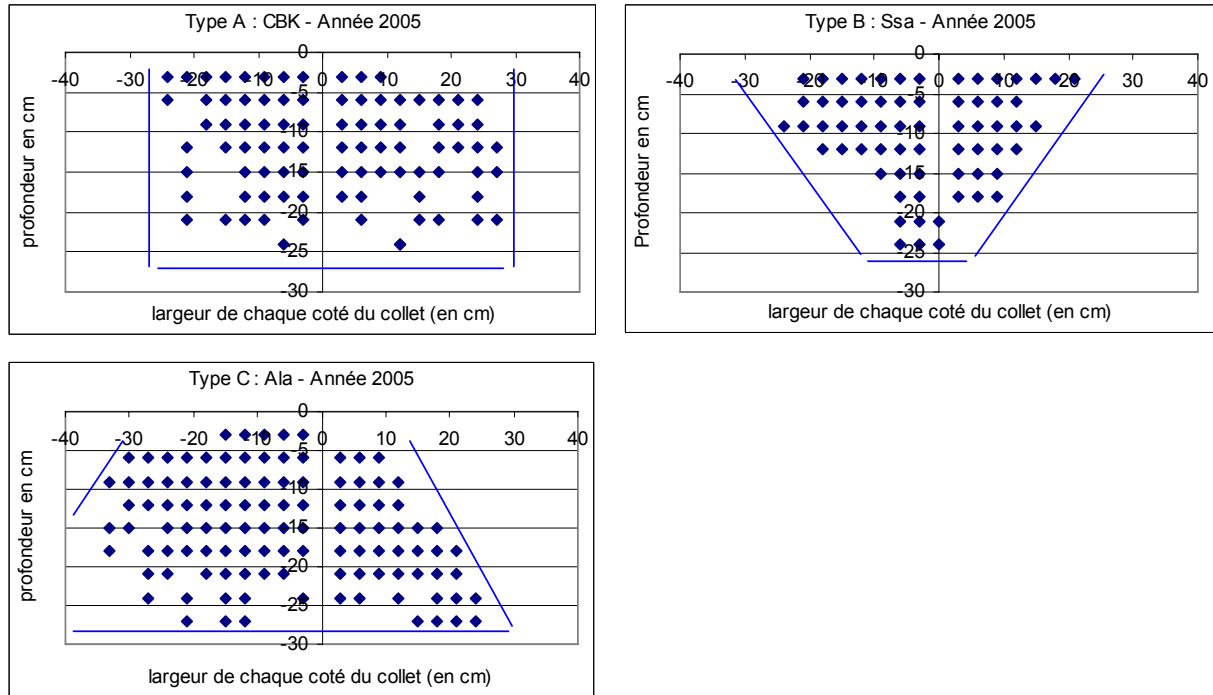 Type A : CBK - Année 2005
0
-40 -30 -20 -10 0 10 20 30 40
-5
-10
-15
-20
-25
-30
profondeur en cm
largeur de chaque coté du collet (en cm)
Type B : Ssa - Année 2005
0
-40 -30 -20 -10 0 10 20 30 40
-5
-10
-15
-20
-25
-30
Profondeur en cm
largeur de chaque coté du collet (en cm)
Type C : Ala - Année 2005
0
-40 -30 -20 -10 0 10 20 30 40
-5
-10
-15
-20
-25
-30
profondeur en cm
largeur de chaque coté du collet (en cm)